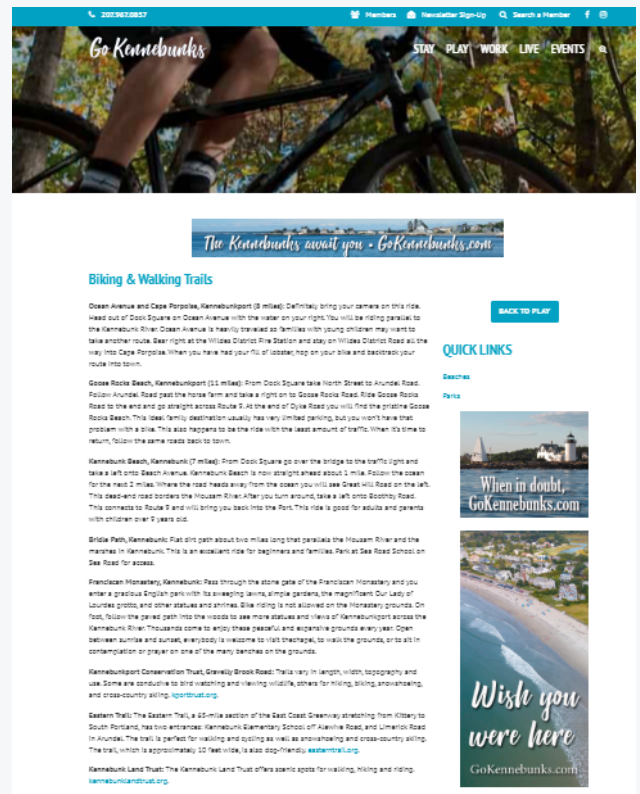 207.967.0857
Members
Newsletter Sign-Up
Search a Member
Go Kennebunks
STAY PLAY WORK LIVE EVENTS
The Kennebunks await you • GoKennebunks.com
Biking & Walking Trails
Ocean Avenue and Cape Porpoise, Kennebunkport (8 miles): Definitely bring your camera on this ride.
Head out of Dock Square on Ocean Avenue with the water on your right. You will be riding parallel to
the Kennebunk River. Ocean Avenue is heavily traveled so families with young children may want to
take another route. Bear right at the Wildes District Fire Station and stay on Wildes District Road all the
way into Cape Porpoise. When you have had your fill of lobster, hop on your bike and backtrack your
route into town.
Goose Rocks Beach, Kennebunkport (11 miles): From Dock Square take North Street to Arundel Road.
Follow Arundel Road past the horse farm and take a right on to Goose Rocks Road. Ride Goose Rocks
Road to the end and go straight across Route 9. At the end of Dyke Road you will find the pristine Goose
Rocks Beach. This ideal family destination usually has very limited parking, but you won't have that
problem with a bike. This also happens to be the ride with the least amount of traffic. When it's time to
return, follow the same roads back to town.
Kennebunk Beach, Kennebunk (7 miles): From Dock Square go over the bridge to the traffic light and
take a left onto Beach Avenue. Kennebunk Beach is now straight ahead about 1 mile. Follow the ocean
for the next 2 miles. Where the road heads away from the ocean you will see Great Hill Road on the left.
This dead-end road borders the Mousam River. After you turn around, take a left onto Boothby Road.
This connects to Route 9 and will bring you back into the Port. This ride is good for adults and parents
with children over 9 years old.
Bridle Path, Kennebunk: Flat dirt path about two miles long that parallels the Mousam River and the
marshes in Kennebunk. This is an excellent ride for beginners and families. Park at Sea Road School on
Sea Road for access.
Franciscan Monastery, Kennebunk: Pass through the stone gate of the Franciscan Monastery and you
enter a gracious English park with its sweeping lawns, simple gardens, the magnificent Our Lady of
Lourdes grotto, and other statues and shrines. Bike riding is not allowed on the Monastery grounds. On
foot, follow the paved path into the woods to see more statues and views of Kennebunkport across the
Kennebunk River. Thousands come to enjoy these peaceful and expansive grounds every year. Open
between sunrise and sunset, everybody is welcome to visit thechapel, to walk the grounds, or to sit in
contemplation or prayer on one of the many benches on the grounds.
Kennebunkport Conservation Trust, Gravelly Brook Road: Trails vary in length, width, topography and
use. Some are conducive to bird watching and viewing wildlife, others for hiking, biking, snowshoeing,
and cross-country skiing. kporttrust.org.
Eastern Trail: The Eastern Trail, a 65-mile section of the East Coast Greenway stretching from Kittery to
South Portland, has two entrances: Kennebunk Elementary School off Alewive Road, and Limerick Road
in Arundel. The trail is perfect for walking and cycling as well as snowshoeing and cross-country skiing.
The trail, which is approximately 10 feet wide, is also dog-friendly. easterntrail.org.
Kennebunk Land Trust: The Kennebunk Land Trust offers scenic spots for walking, hiking and riding.
kennebunklandtrust.org.
BACK TO PLAY
QUICK LINKS
Beaches
Parks
When in doubt,
GoKennebunks.com
Wish you
were here
GoKennebunks.com